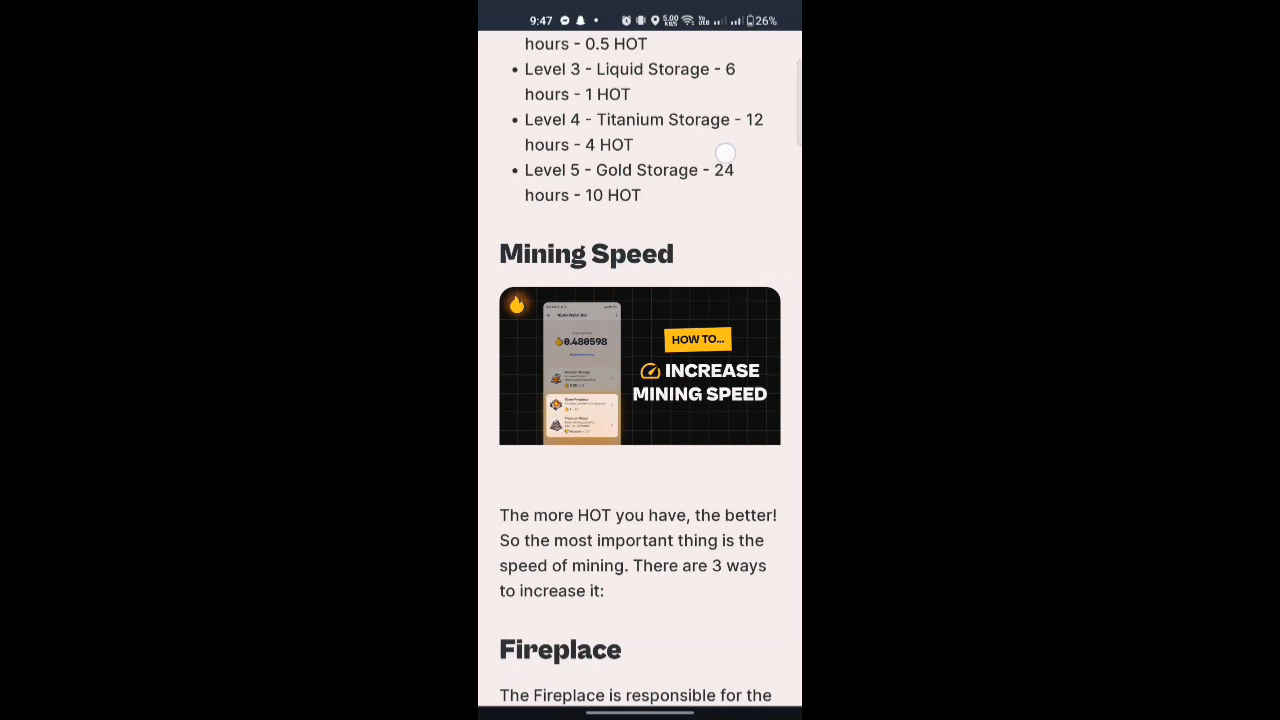 9:47
5.00
KB/S
26%
hours - 0.5 HOT
• Level 3 - Liquid Storage - 6
hours - 1 HOT
• Level 4 - Titanium Storage - 12
hours - 4 HOT
• Level 5 - Gold Storage - 24
hours - 10 HOT
Mining Speed
0.480598
HOW TO...
INCREASE
MINING SPEED
The more HOT you have, the better!
So the most important thing is the
speed of mining. There are 3 ways
to increase it:
Fireplace
The Fireplace is responsible for the